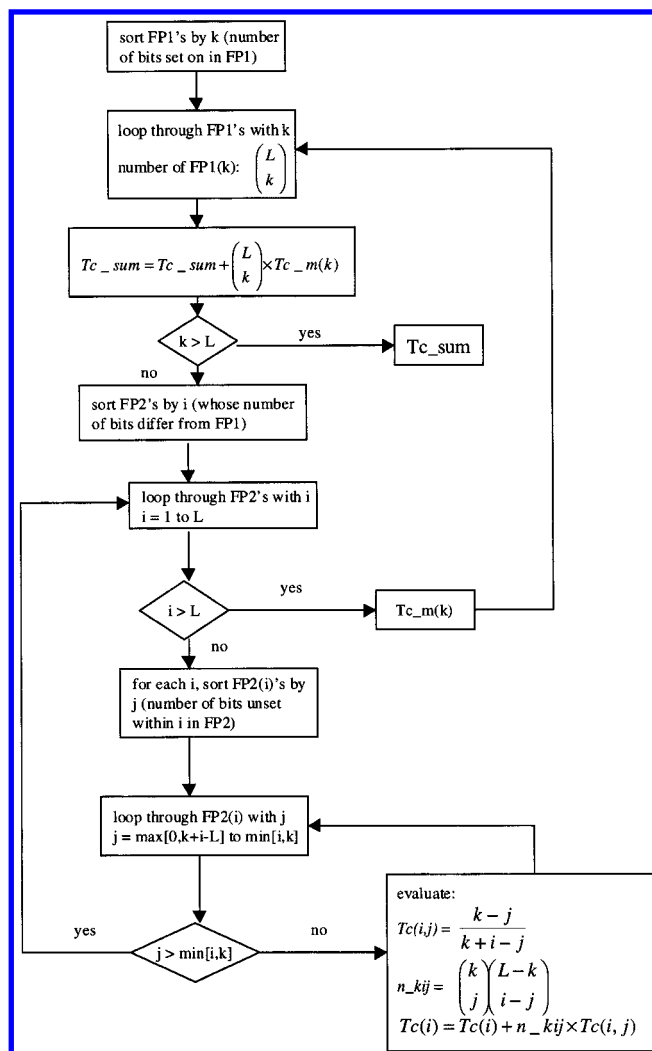 sort FP1's by k (number
of bits set on in FP1)
loop through FP1's with k
number of FP1(k): (L k)
Tc_sum = Tc_sum + (L k) × Tc_m(k)
k > L
yes
Tc_sum
no
sort FP2's by i (whose number
of bits differ from FP1)
loop through FP2's with i
i = 1 to L
i > L
yes
Tc_m(k)
no
for each i, sort FP2(i)'s by
j (number of bits unset
within i in FP2)
loop through FP2(i) with j
j = max[0,k+i-L] to min[i,k]
yes
j > min[i,k]
no
evaluate:
Tc(i,j) = (k − j) / (k + i − j)
n_kij = (k j)(L − k i − j)
Tc(i) = Tc(i) + n_kij × Tc(i, j)